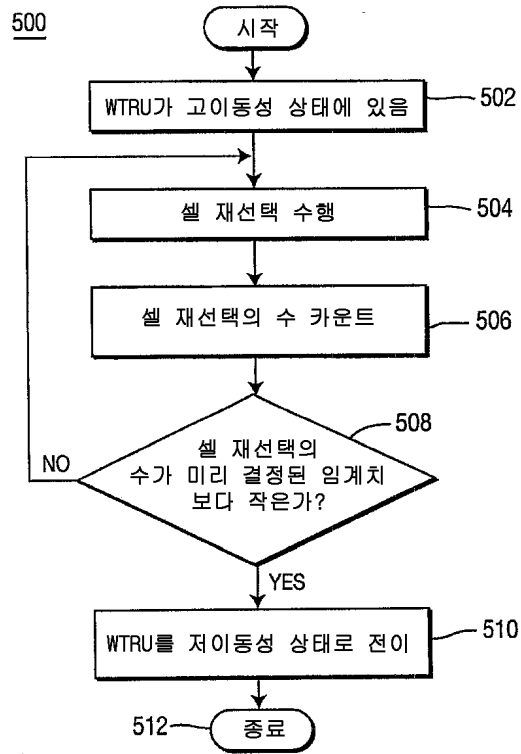 500
시작
WTRU가 고이동성 상태에 있음
502
셀 재선택 수행
504
셀 재선택의 수 카운트
506
508
셀 재선택의
수가 미리 결정된 임계치
보다 작은가?
NO
YES
WTRU를 저이동성 상태로 전이
510
512
종료